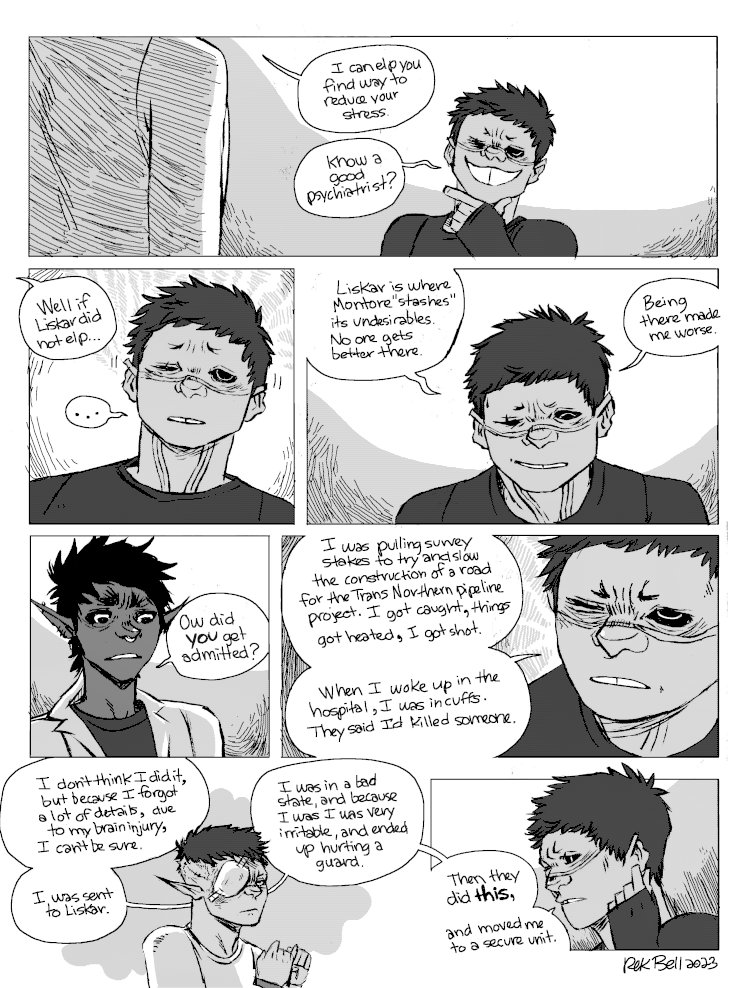 I can elp you
find way to
reduce your
stress.
Know a
good
psychiatrist?
Well if
Liskar did
not elp...
...
Liskar is where
Montore "stashes"
its undesirables.
No one gets
better there.
Being
there made
me worse.
Ow did
you get
admitted?
I was pulling survey
stakes to try and slow
the construction of a road
for the Trans Northern pipeline
project. I got caught, things
got heated, I got shot.
When I woke up in the
hospital, I was in cuffs.
They said I'd killed someone.
I don't think I did it,
but because I forgot
a lot of details, due
to my brain injury,
I can't be sure.
I was sent
to Liskar.
I was in a bad
state, and because
I was I was very
irritable, and ended
up hurting a
guard.
Then they
did this,
and moved me
to a secure unit.
Rek Bell 2023